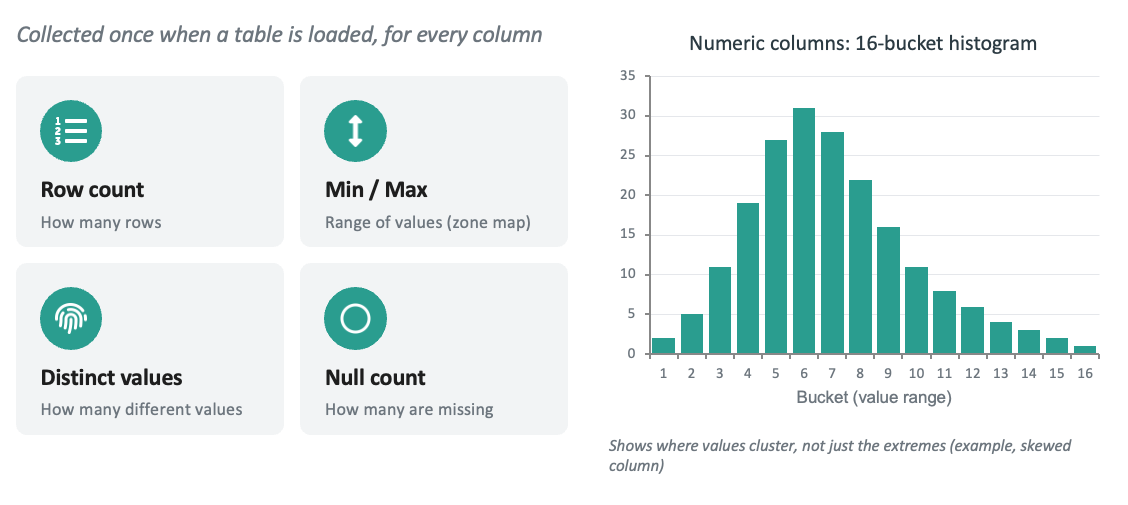 Collected once when a table is loaded, for every column
1
2
3
Row count
How many rows
Min / Max
Range of values (zone map)
Distinct values
How many different values
Null count
How many are missing
Numeric columns: 16-bucket histogram
35
30
25
20
15
10
5
0
1 2 3 4 5 6 7 8 9 10 11 12 13 14 15 16
Bucket (value range)
Shows where values cluster, not just the extremes (example, skewed
column)